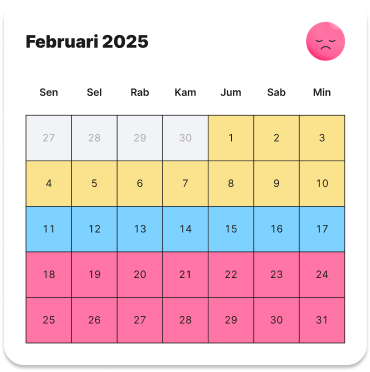 Februari 2025
Sen Sel Rab Kam Jum Sab Min
27 28 29 30 1 2 3
4 5 6 7 8 9 10
11 12 13 14 15 16 17
18 19 20 21 22 23 24
25 26 27 28 29 30 31